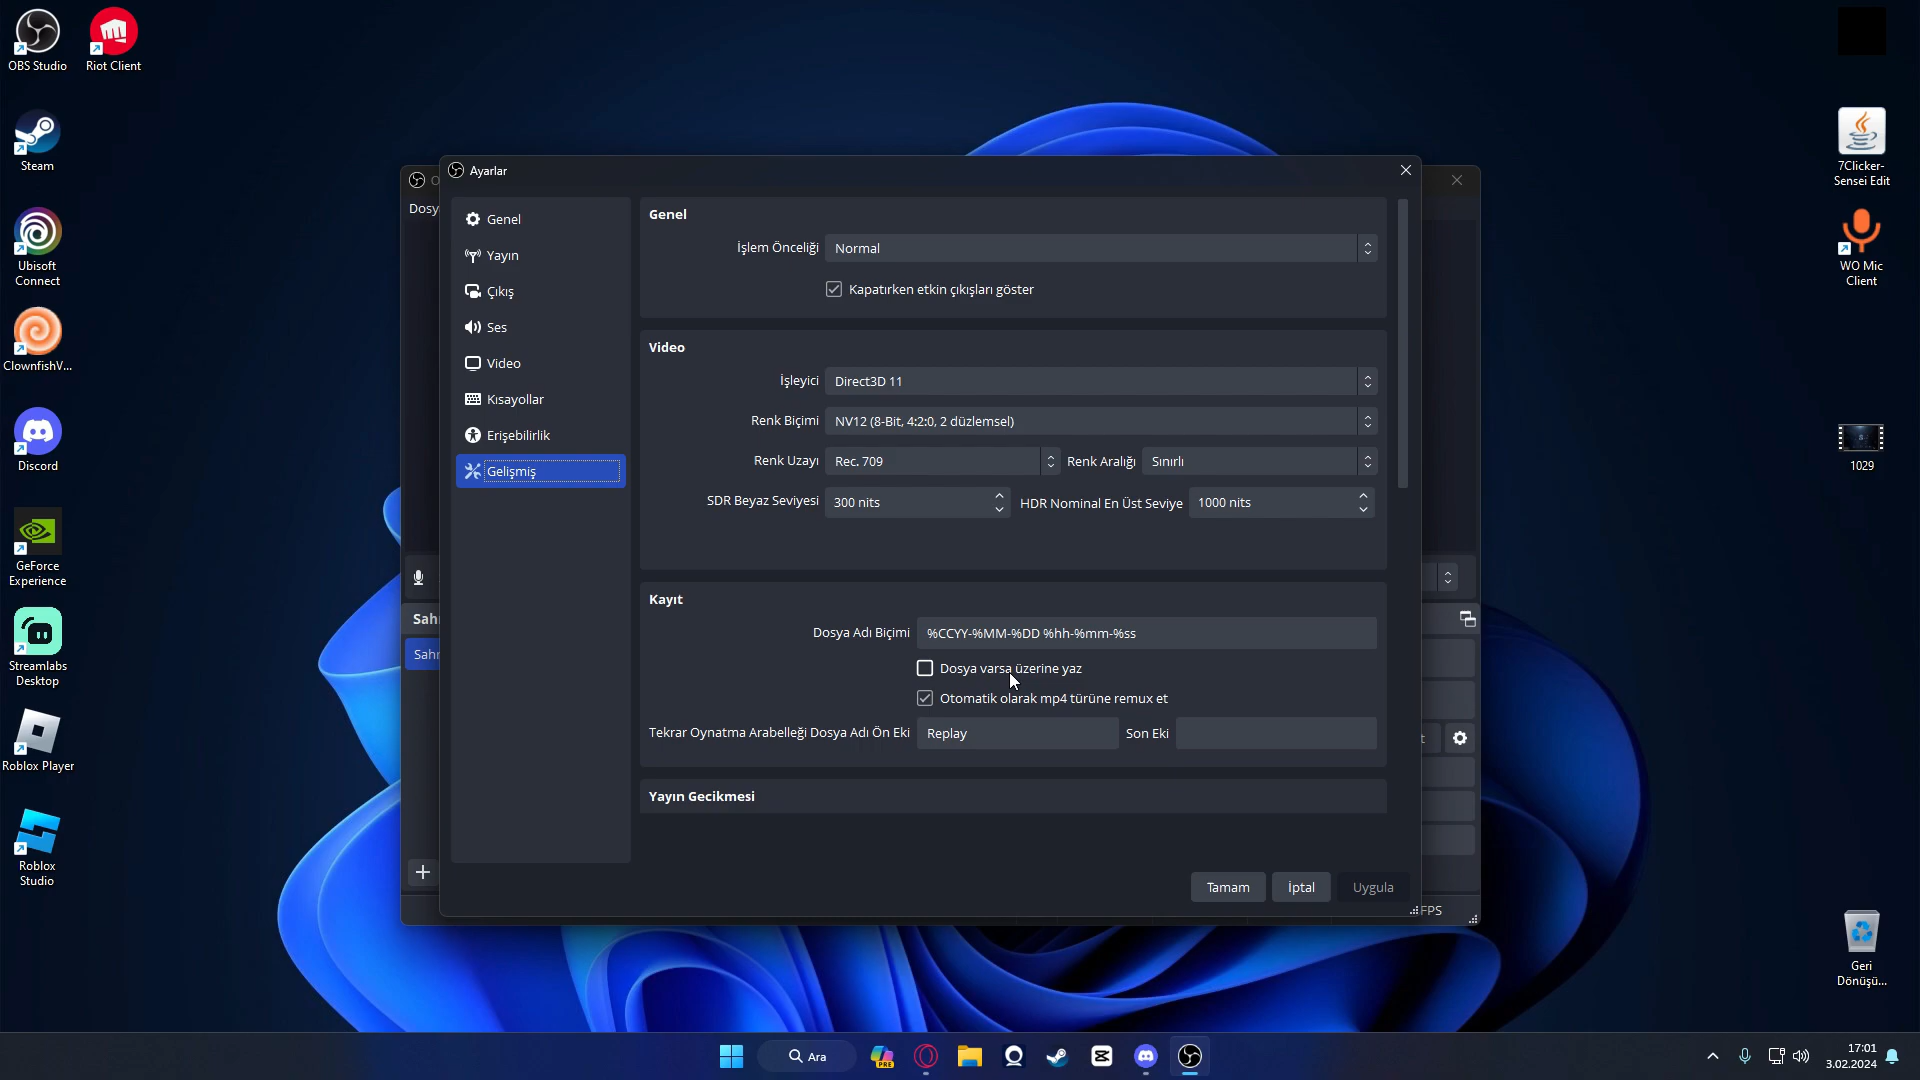 OBS Studio
Riot Client
Steam
Ubisoft
Connect
ClownfishV...
Discord
GeForce
Experience
Streamlabs
Desktop
Roblox Player
Roblox
Studio
7Clicker-
Sensei Edit
WO Mic
Client
1029
Geri
Dönüşü...
Dosya
Sahn
Sahn
Ayarlar
Genel
Yayın
Çıkış
Ses
Video
Kısayollar
Erişebilirlik
Gelişmiş
Genel
İşlem Önceliği Normal
Kapatırken etkin çıkışları göster
Video
İşleyici Direct3D 11
Renk Biçimi NV12 (8-Bit, 4:2:0, 2 düzlemsel)
Renk Uzayı Rec. 709 Renk Aralığı Sınırlı
SDR Beyaz Seviyesi 300 nits HDR Nominal En Üst Seviye 1000 nits
Kayıt
Dosya Adı Biçimi %CCYY-%MM-%DD %hh-%mm-%ss
Dosya varsa üzerine yaz
Otomatik olarak mp4 türüne remux et
Tekrar Oynatma Arabelleği Dosya Adı Ön Eki Replay Son Eki
Yayın Gecikmesi
Tamam İptal Uygula
FPS
Ara
PRE
17:01
3.02.2024